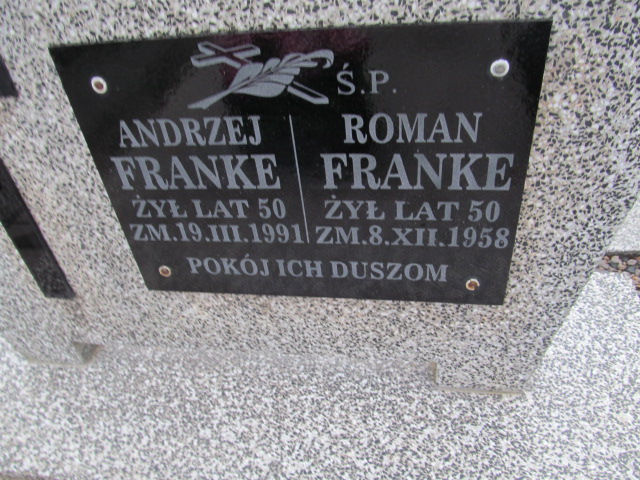 Ś.P.
ANDRZEJ
FRANKE
ŻYŁ LAT 50
ZM.19.III.1991
ROMAN
FRANKE
ŻYŁ LAT 50
ZM.8.XII.1958
POKÓJ ICH DUSZOM